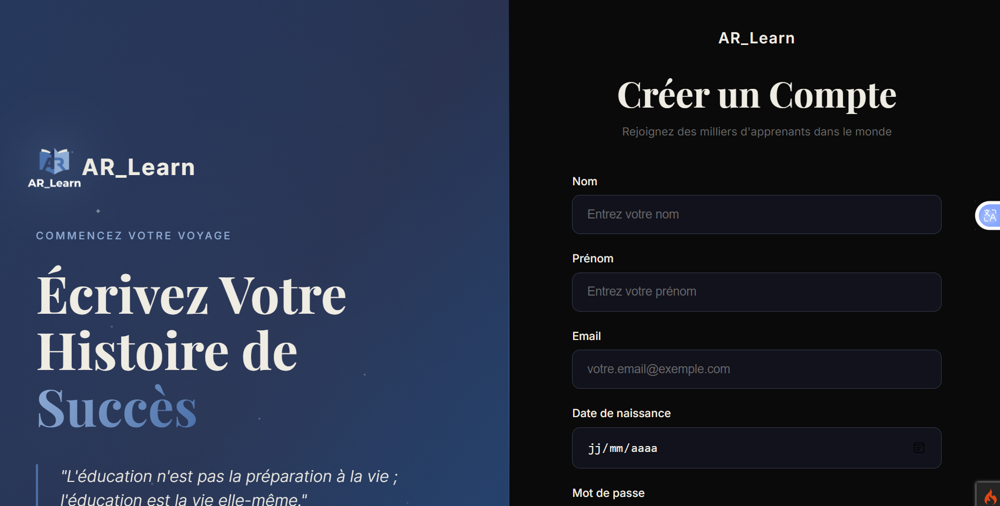 AR_Learn
AR_Learn
COMMENCEZ VOTRE VOYAGE
Écrivez Votre
Histoire de
Succès
"L'éducation n'est pas la préparation à la vie ;
l'éducation est la vie elle-même."
AR_Learn
Créer un Compte
Rejoignez des milliers d'apprenants dans le monde
Nom
Entrez votre nom
Prénom
Entrez votre prénom
Email
votre.email@exemple.com
Date de naissance
jj/mm/aaaa
Mot de passe